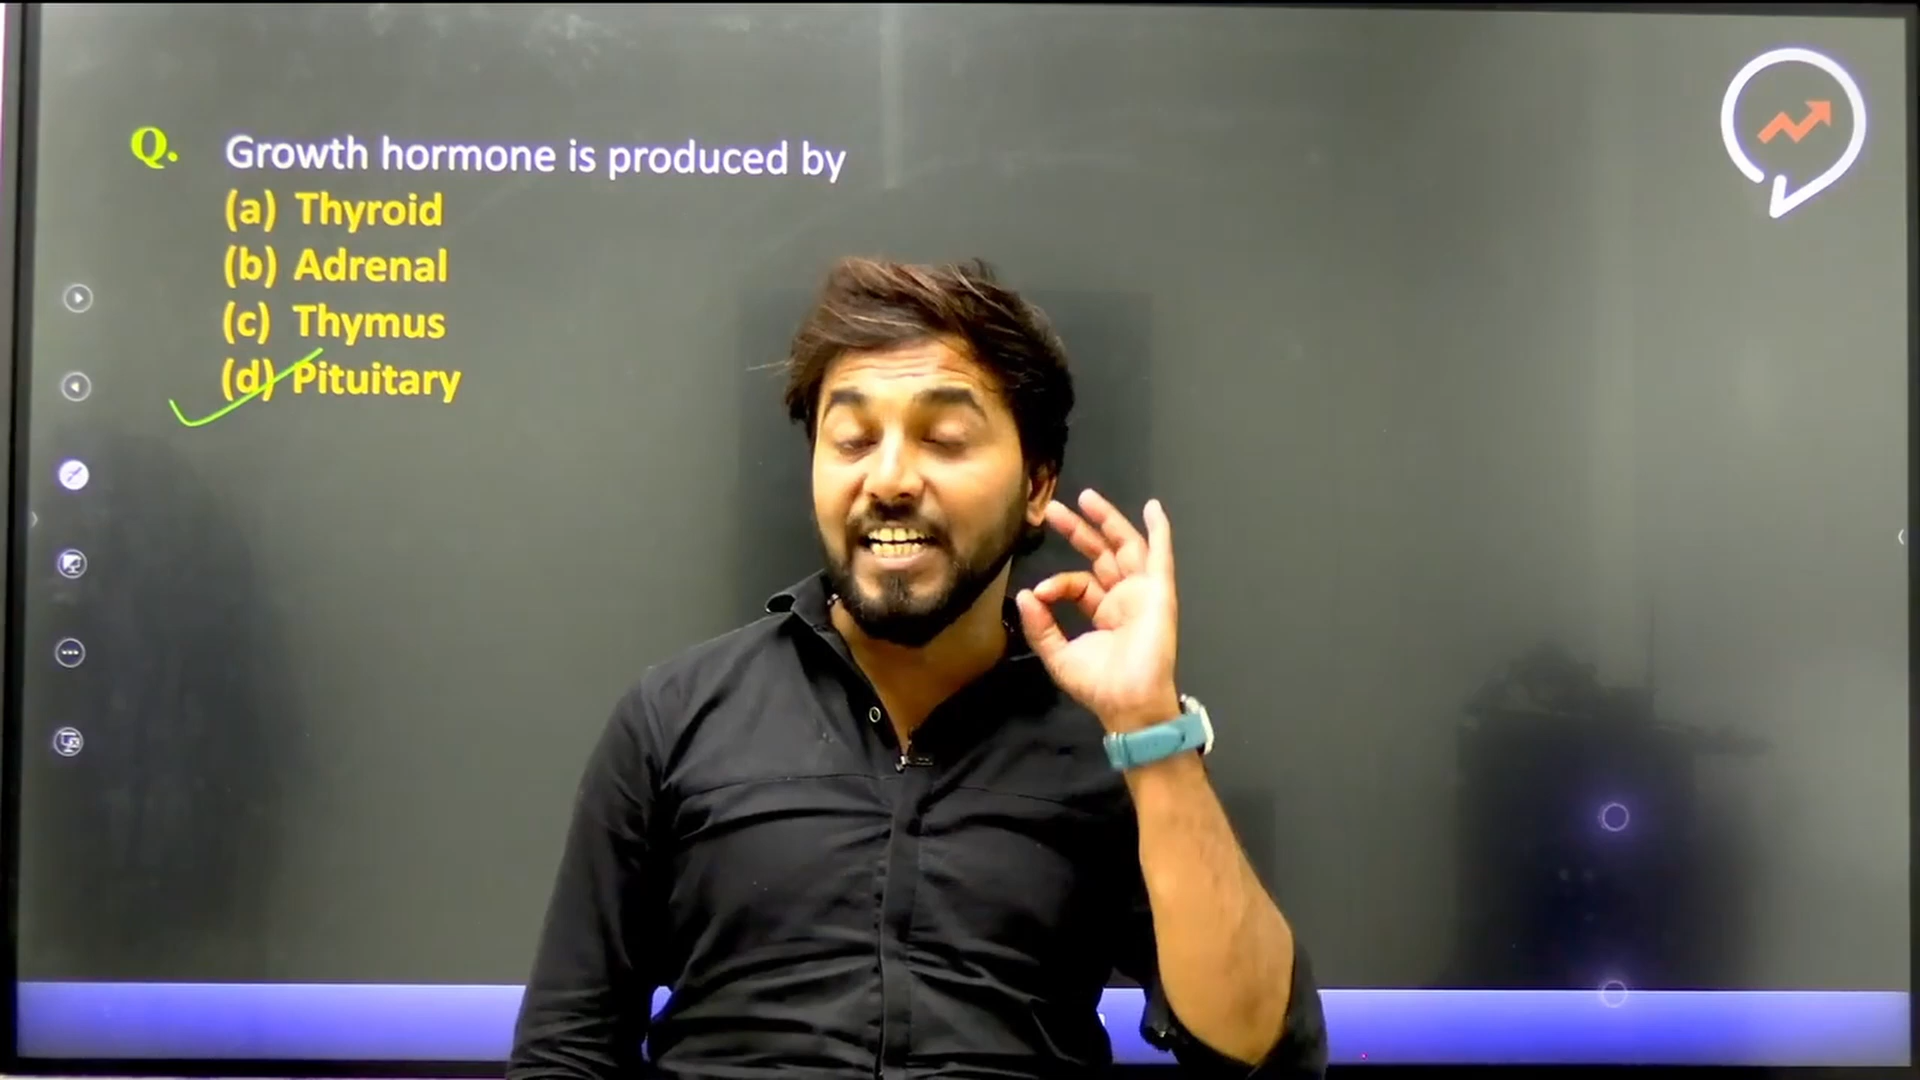 Q. Growth hormone is produced by
(a) Thyroid
(b) Adrenal
(c) Thymus
(d) Pituitary